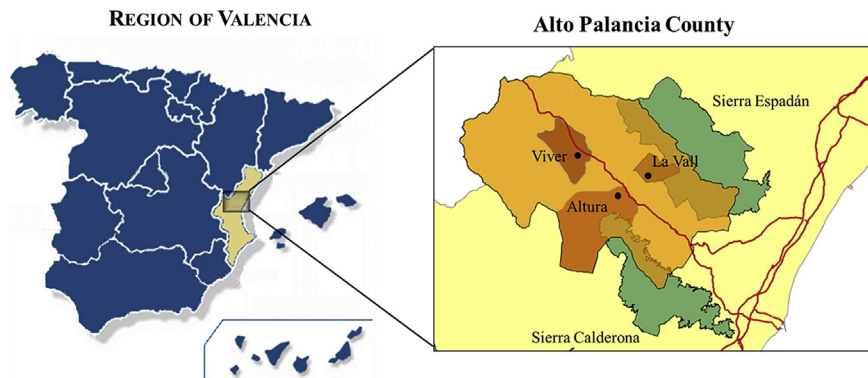 REGION OF VALENCIA
Alto Palancia County
Sierra Espadán
Viver
La Vall
Altura
Sierra Calderona